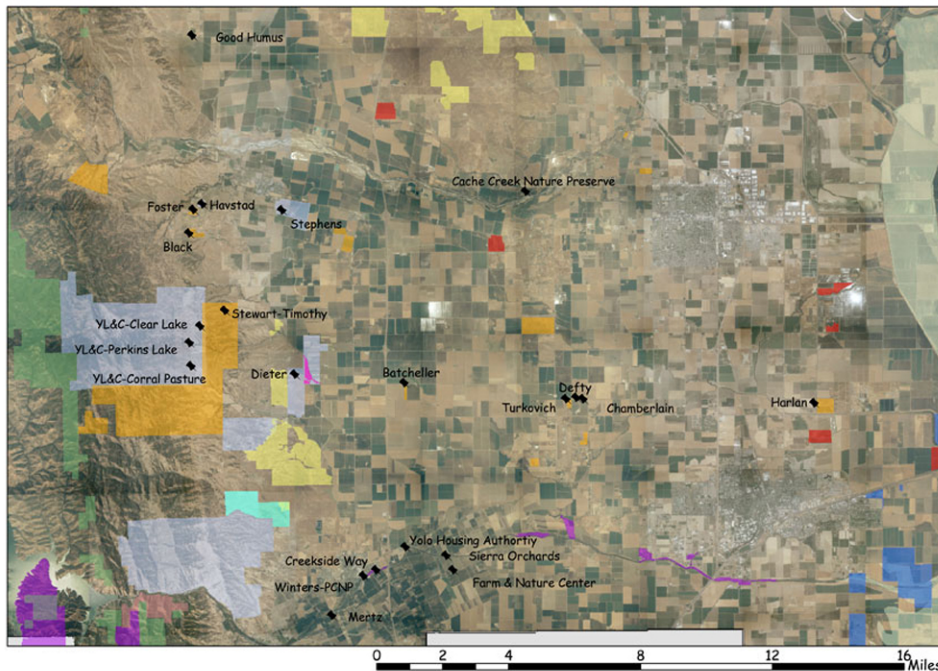 Good Humus
Cache Creek Nature Preserve
Foster
Havstad
Stephens
Black
Stewart-Timothy
YL&C-Clear Lake
YL&C-Perkins Lake
YL&C-Corral Pasture
Dieter
Batcheller
Defty
Turkovich
Chamberlain
Harlan
Yolo Housing Authortiy
Creekside Way
Sierra Orchards
Winters-PCNP
Farm & Nature Center
Mertz
0 2 4 8 12 16
Miles